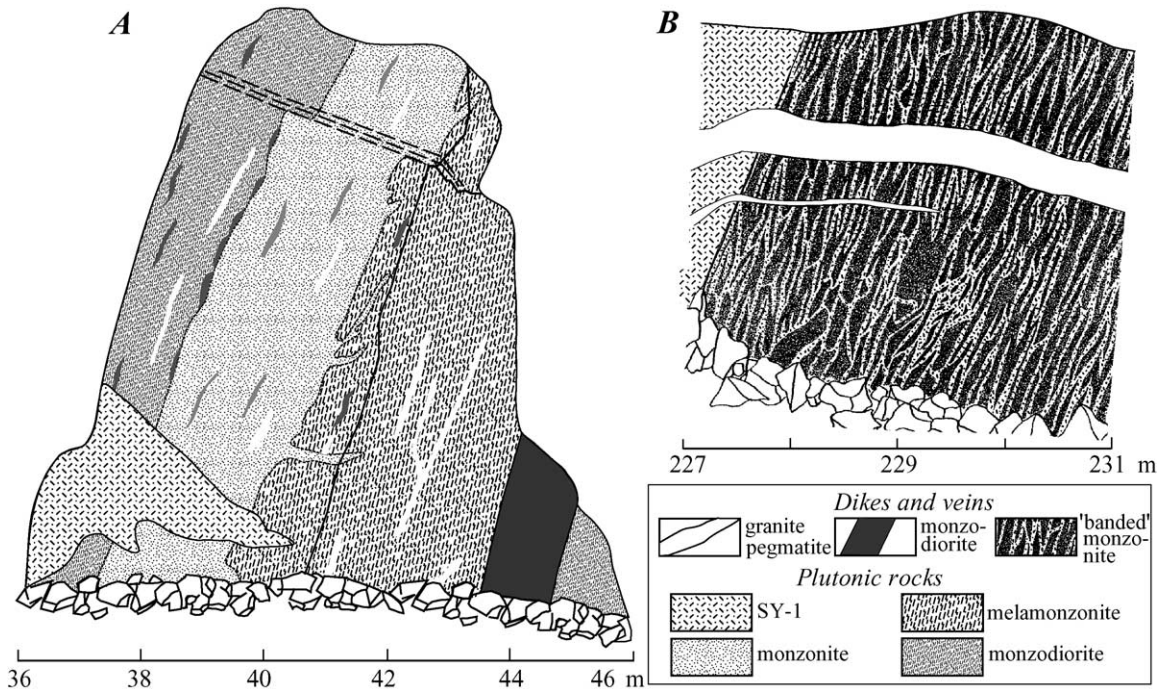 A
B
36 38 40 42 44 46 m
227 229 231 m
Dikes and veins
granite
pegmatite
monzo-
diorite
'banded'
monzo-
nite
Plutonic rocks
SY-1
melamonzonite
monzonite
monzodiorite